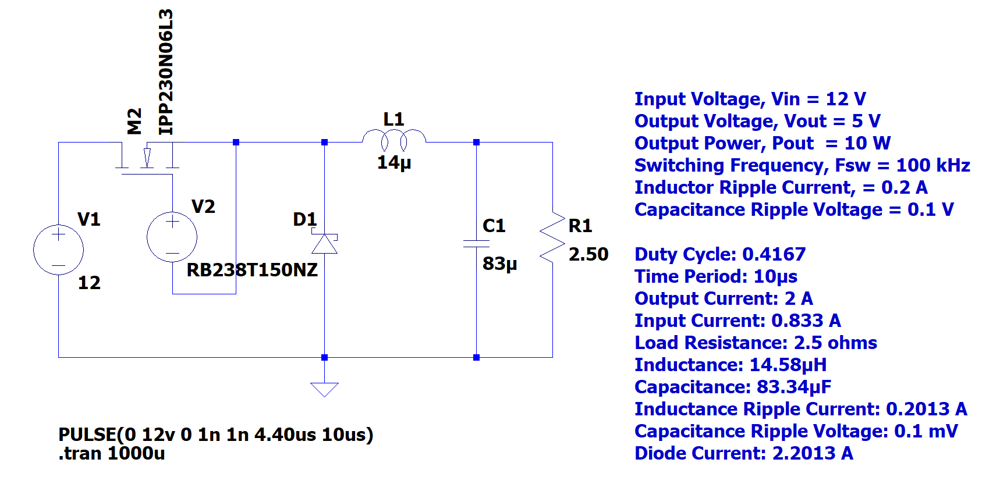 M2
IPP230N06L3
V1
12
V2
D1
RB238T150NZ
L1
14µ
C1
83µ
R1
2.50
PULSE(0 12v 0 1n 1n 4.40us 10us)
.tran 1000u
Input Voltage, Vin = 12 V
Output Voltage, Vout = 5 V
Output Power, Pout  = 10 W
Switching Frequency, Fsw = 100 kHz
Inductor Ripple Current, = 0.2 A
Capacitance Ripple Voltage = 0.1 V
Duty Cycle: 0.4167
Time Period: 10µs
Output Current: 2 A
Input Current: 0.833 A
Load Resistance: 2.5 ohms
Inductance: 14.58µH
Capacitance: 83.34µF
Inductance Ripple Current: 0.2013 A
Capacitance Ripple Voltage: 0.1 mV
Diode Current: 2.2013 A